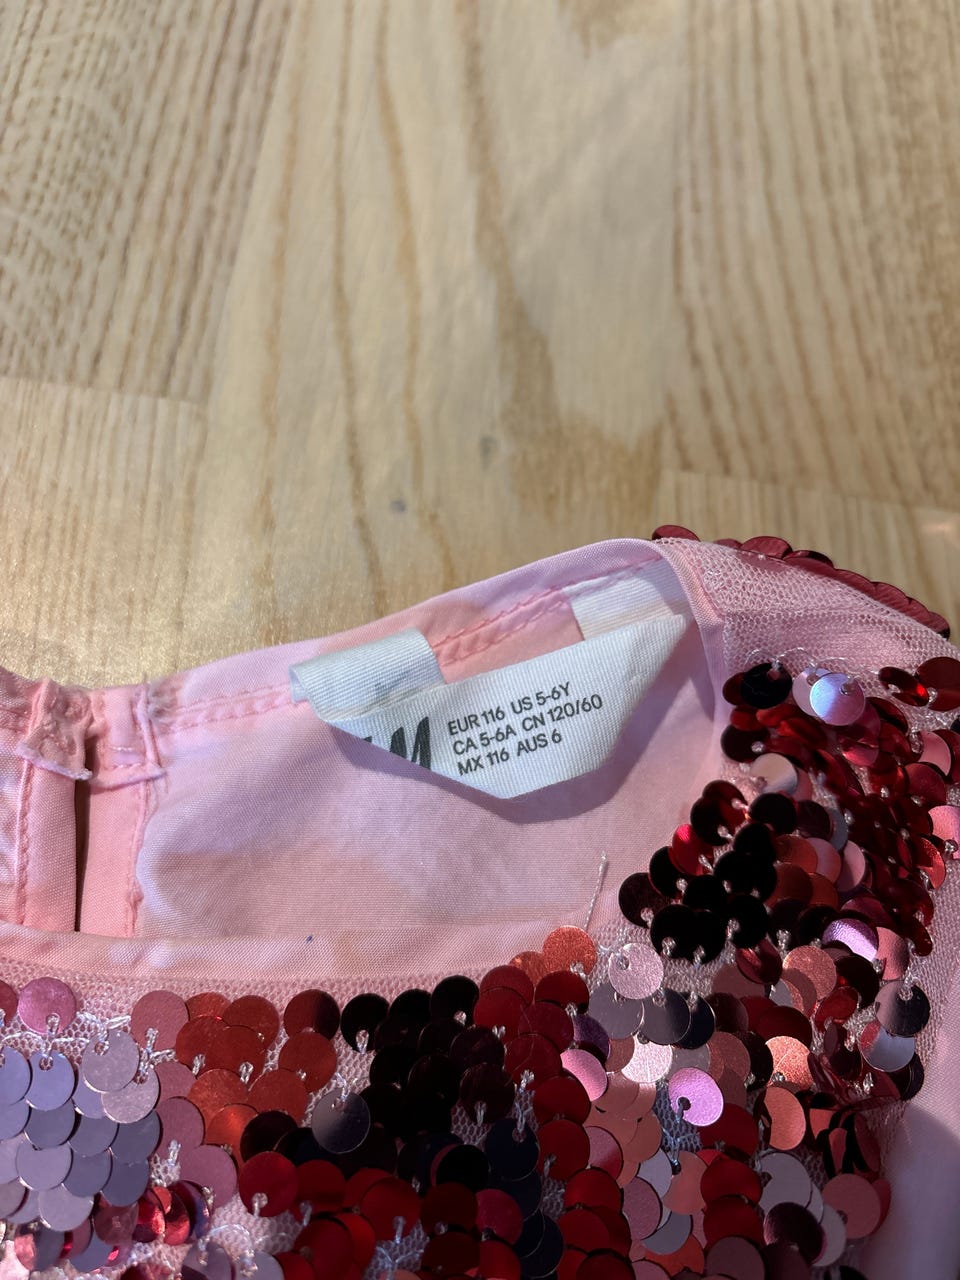 EUR 116 US 5-6Y
CA 5-6A CN 120/60
MX 116 AUS 6